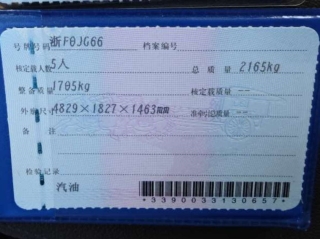 号牌号码 浙F0JG66 档案编号
核定载人数 5人 总质量 2165kg
整备质量 1705kg 核定载质量 --
外廓尺寸 4829×1827×1463mm 准牵引总质量 --
备注
检验记录
汽油
*3390003313065​7*